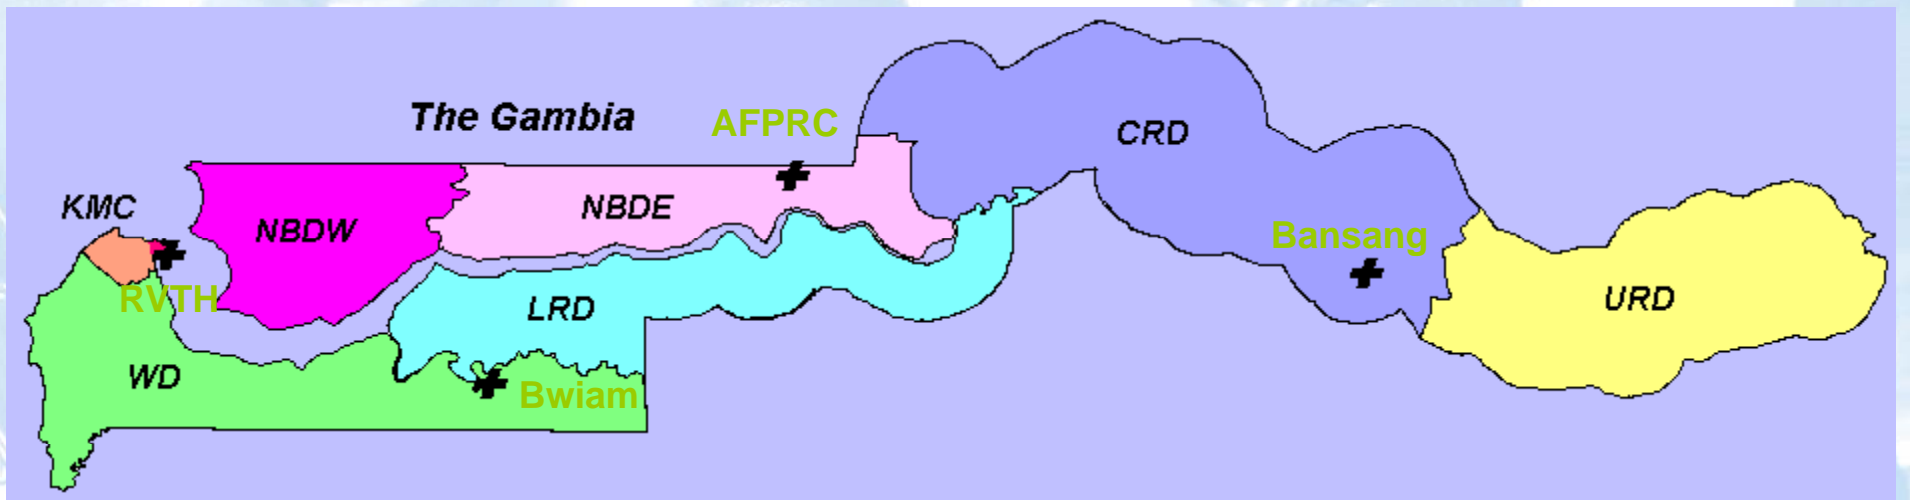 The Gambia
AFPRC
CRD
KMC
NBDW
NBDE
Bansang
RVTH
LRD
URD
WD
Bwiam